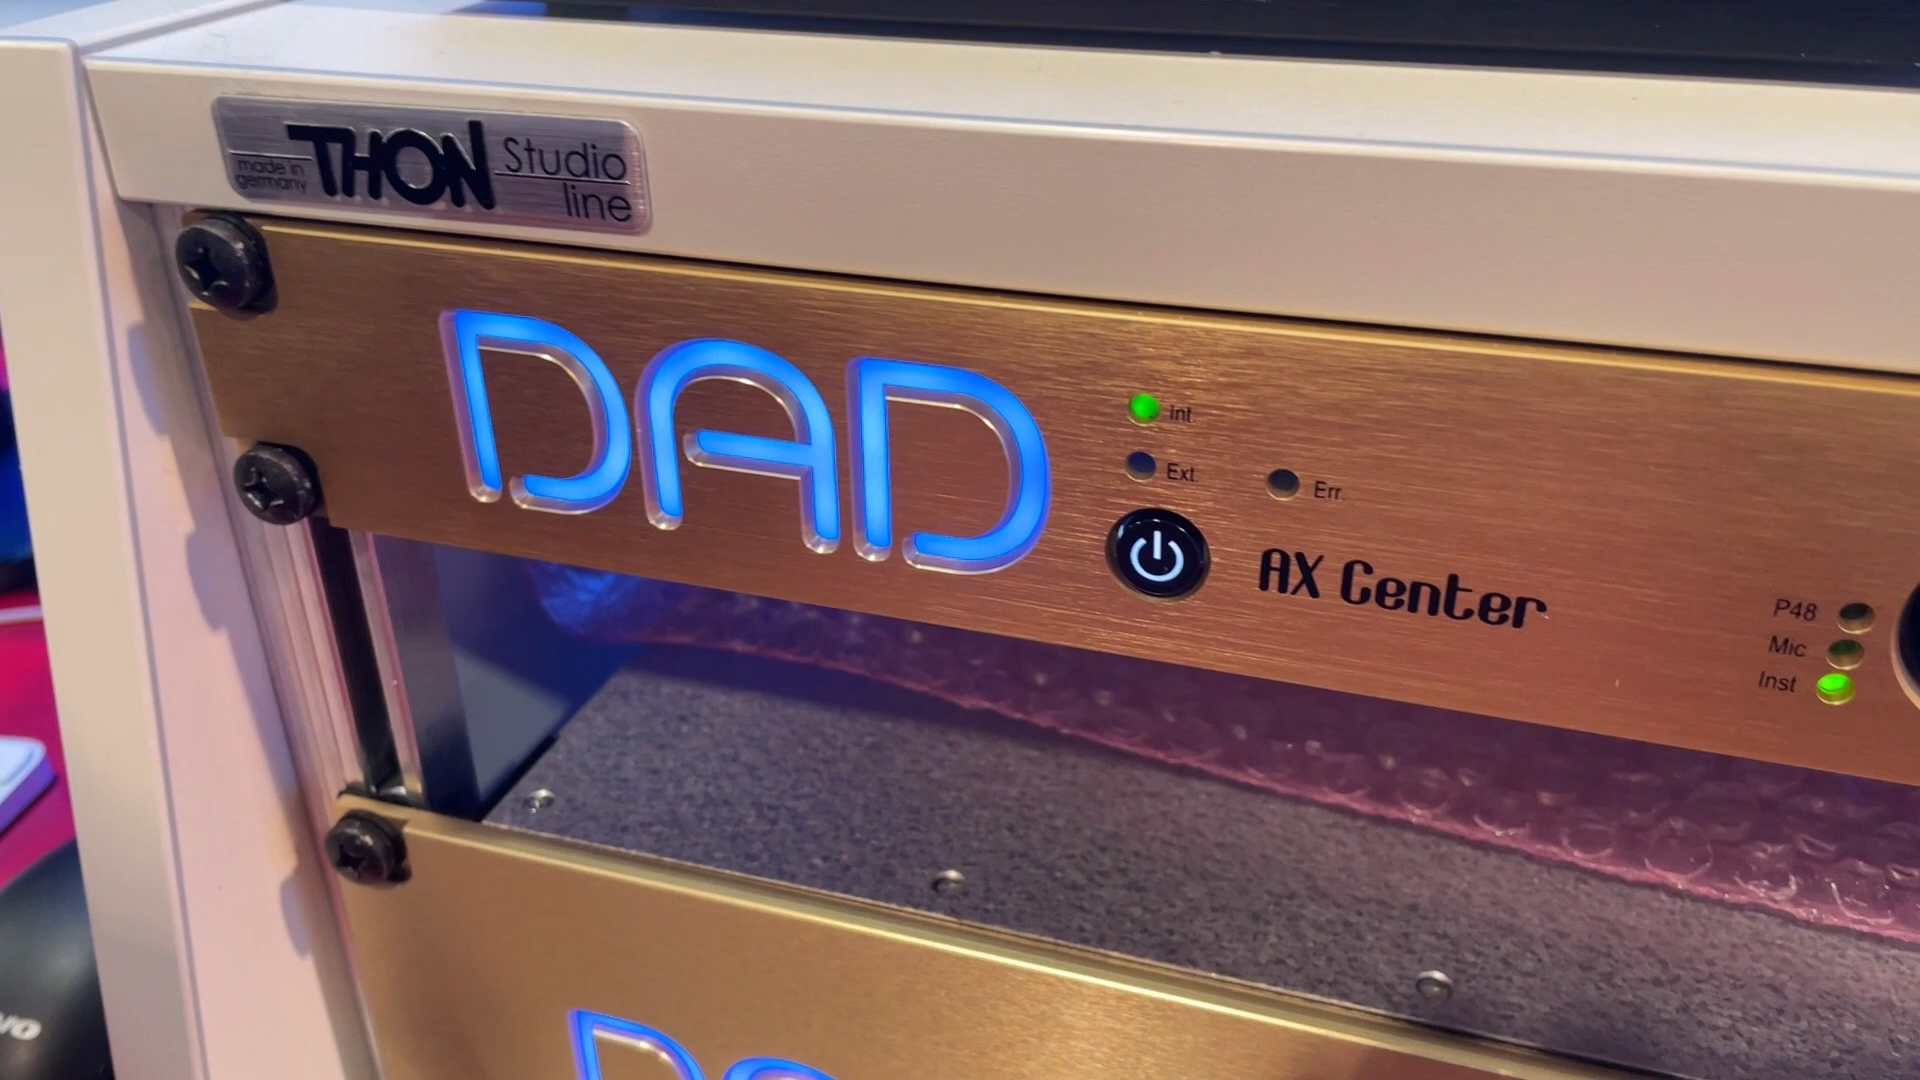 made in
germany
THON
Studio
line
DAD
Int.
Ext.
Err.
AX Center
P48
Mic
Inst